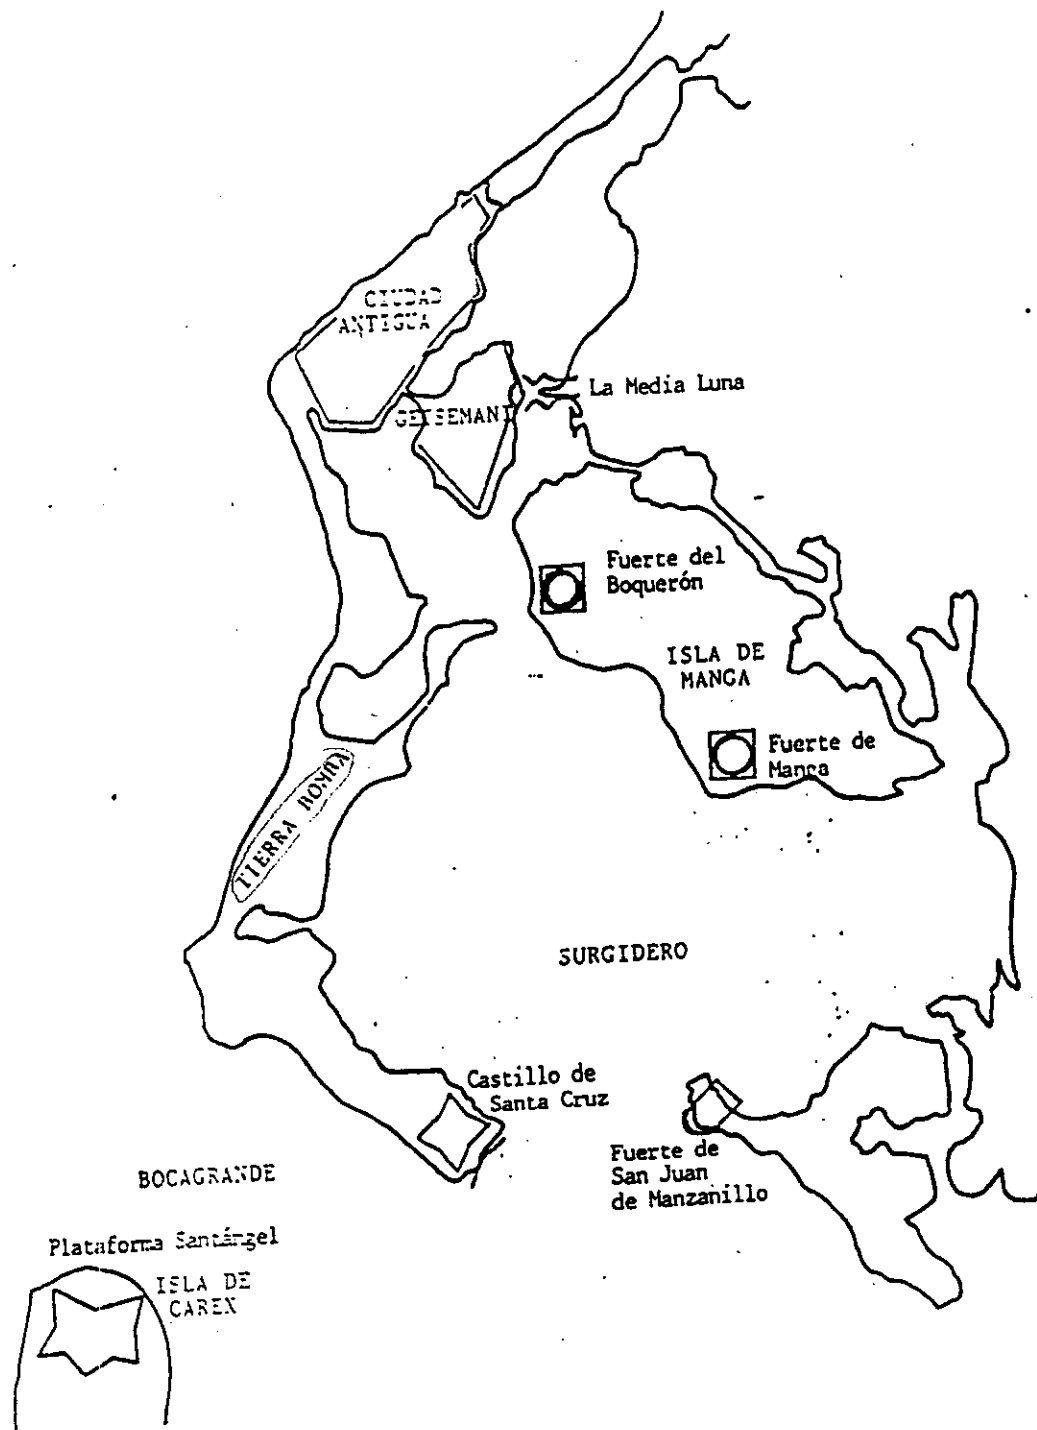 CIUDAD
ANTIGUA
La Media Luna
GETSEMANI
Fuerte del
Boquerón
ISLA DE
MANGA
Fuerte de
Manga
TIERRA BOMBA
SURGIDERO
Castillo de
Santa Cruz
Fuerte de
San Juan
de Manzanillo
BOCAGRANDE
Plataforma Santángel
ISLA DE
CAREX